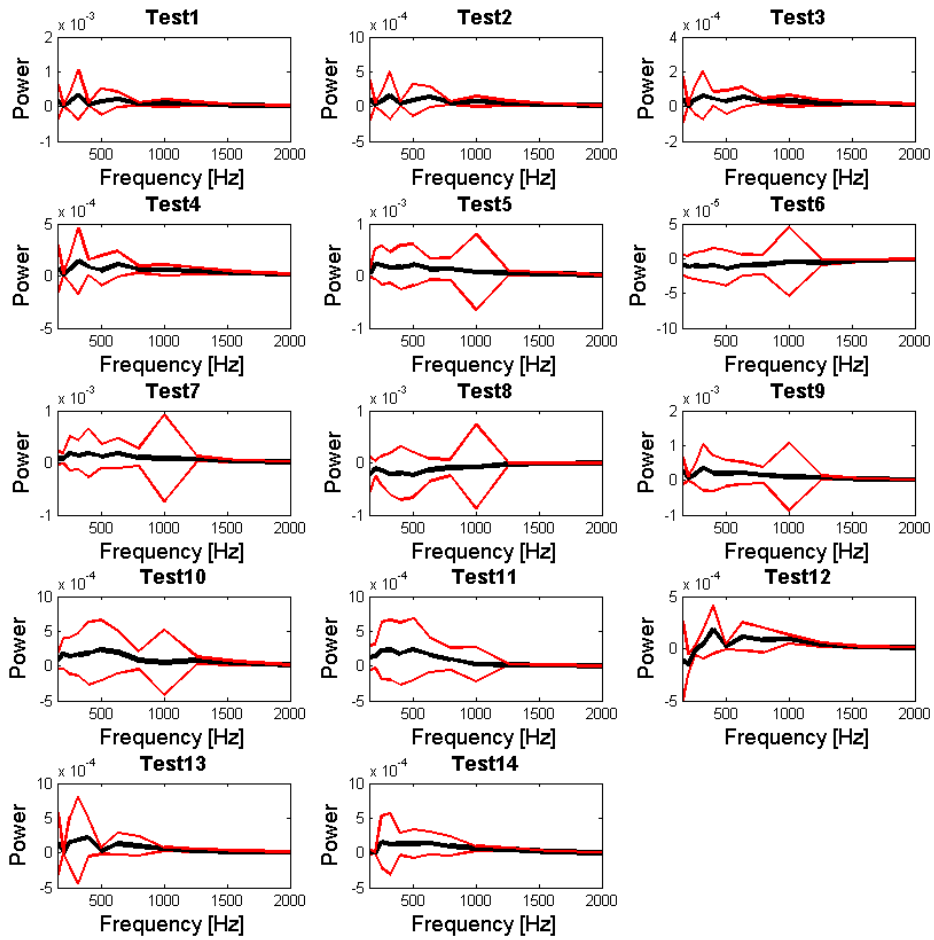 Test1
x 10^-3
2
1
0
-1
Power
500 1000 1500 2000
Frequency [Hz]
Test2
x 10^-4
10
5
0
-5
Power
500 1000 1500 2000
Frequency [Hz]
Test3
x 10^-4
4
2
0
-2
Power
500 1000 1500 2000
Frequency [Hz]
Test4
x 10^-4
5
0
-5
Power
500 1000 1500 2000
Frequency [Hz]
Test5
x 10^-3
1
0
-1
Power
500 1000 1500 2000
Frequency [Hz]
Test6
x 10^-5
5
0
-5
-10
Power
500 1000 1500 2000
Frequency [Hz]
Test7
x 10^-3
1
0
-1
Power
500 1000 1500 2000
Frequency [Hz]
Test8
x 10^-3
1
0
-1
Power
500 1000 1500 2000
Frequency [Hz]
Test9
x 10^-3
2
1
0
-1
Power
500 1000 1500 2000
Frequency [Hz]
Test10
x 10^-4
10
5
0
-5
Power
500 1000 1500 2000
Frequency [Hz]
Test11
x 10^-4
10
5
0
-5
Power
500 1000 1500 2000
Frequency [Hz]
Test12
x 10^-4
5
0
-5
Power
500 1000 1500 2000
Frequency [Hz]
Test13
x 10^-4
10
5
0
-5
Power
500 1000 1500 2000
Frequency [Hz]
Test14
x 10^-4
10
5
0
-5
Power
500 1000 1500 2000
Frequency [Hz]